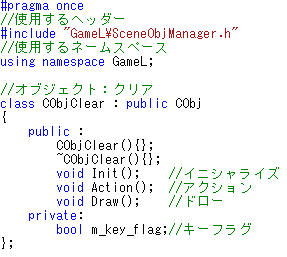 #pragma once
//使用するヘッダー
#include "GameL¥SceneObjManager.h"
//使用するネームスペース
using namespace GameL;

//オブジェクト：クリア
class CObjClear : public CObj
{
    public :
        CObjClear(){};
        ~CObjClear(){};
        void Init();    //イニシャライズ
        void Action();  //アクション
        void Draw();    //ドロー
    private:
        bool m_key_flag;//キーフラグ
};